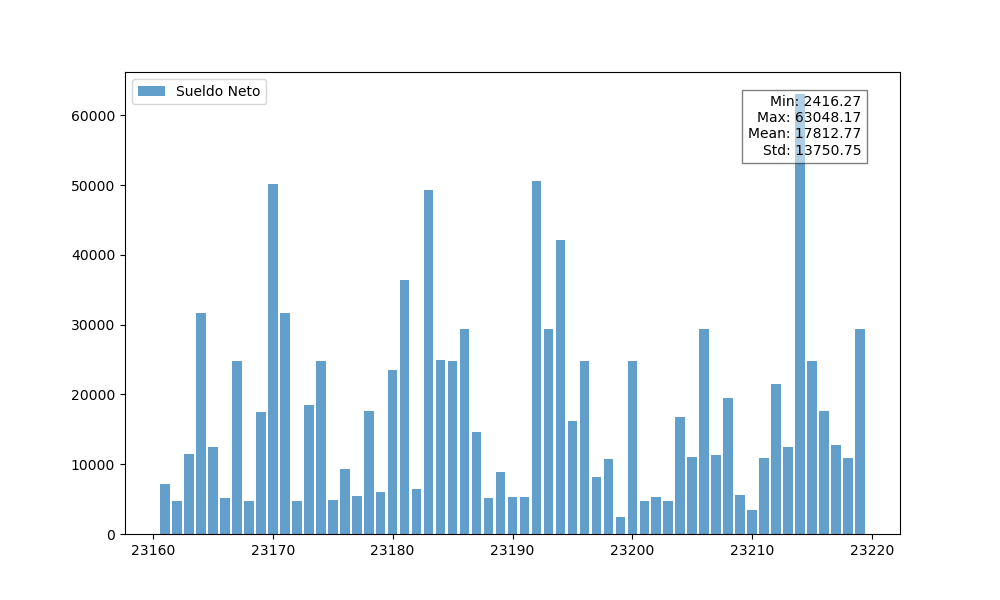 Sueldo Neto
Min: 2416.27
Max: 63048.17
Mean: 17812.77
Std: 13750.75
60000
50000
40000
30000
20000
10000
0
23160 23170 23180 23190 23200 23210 23220